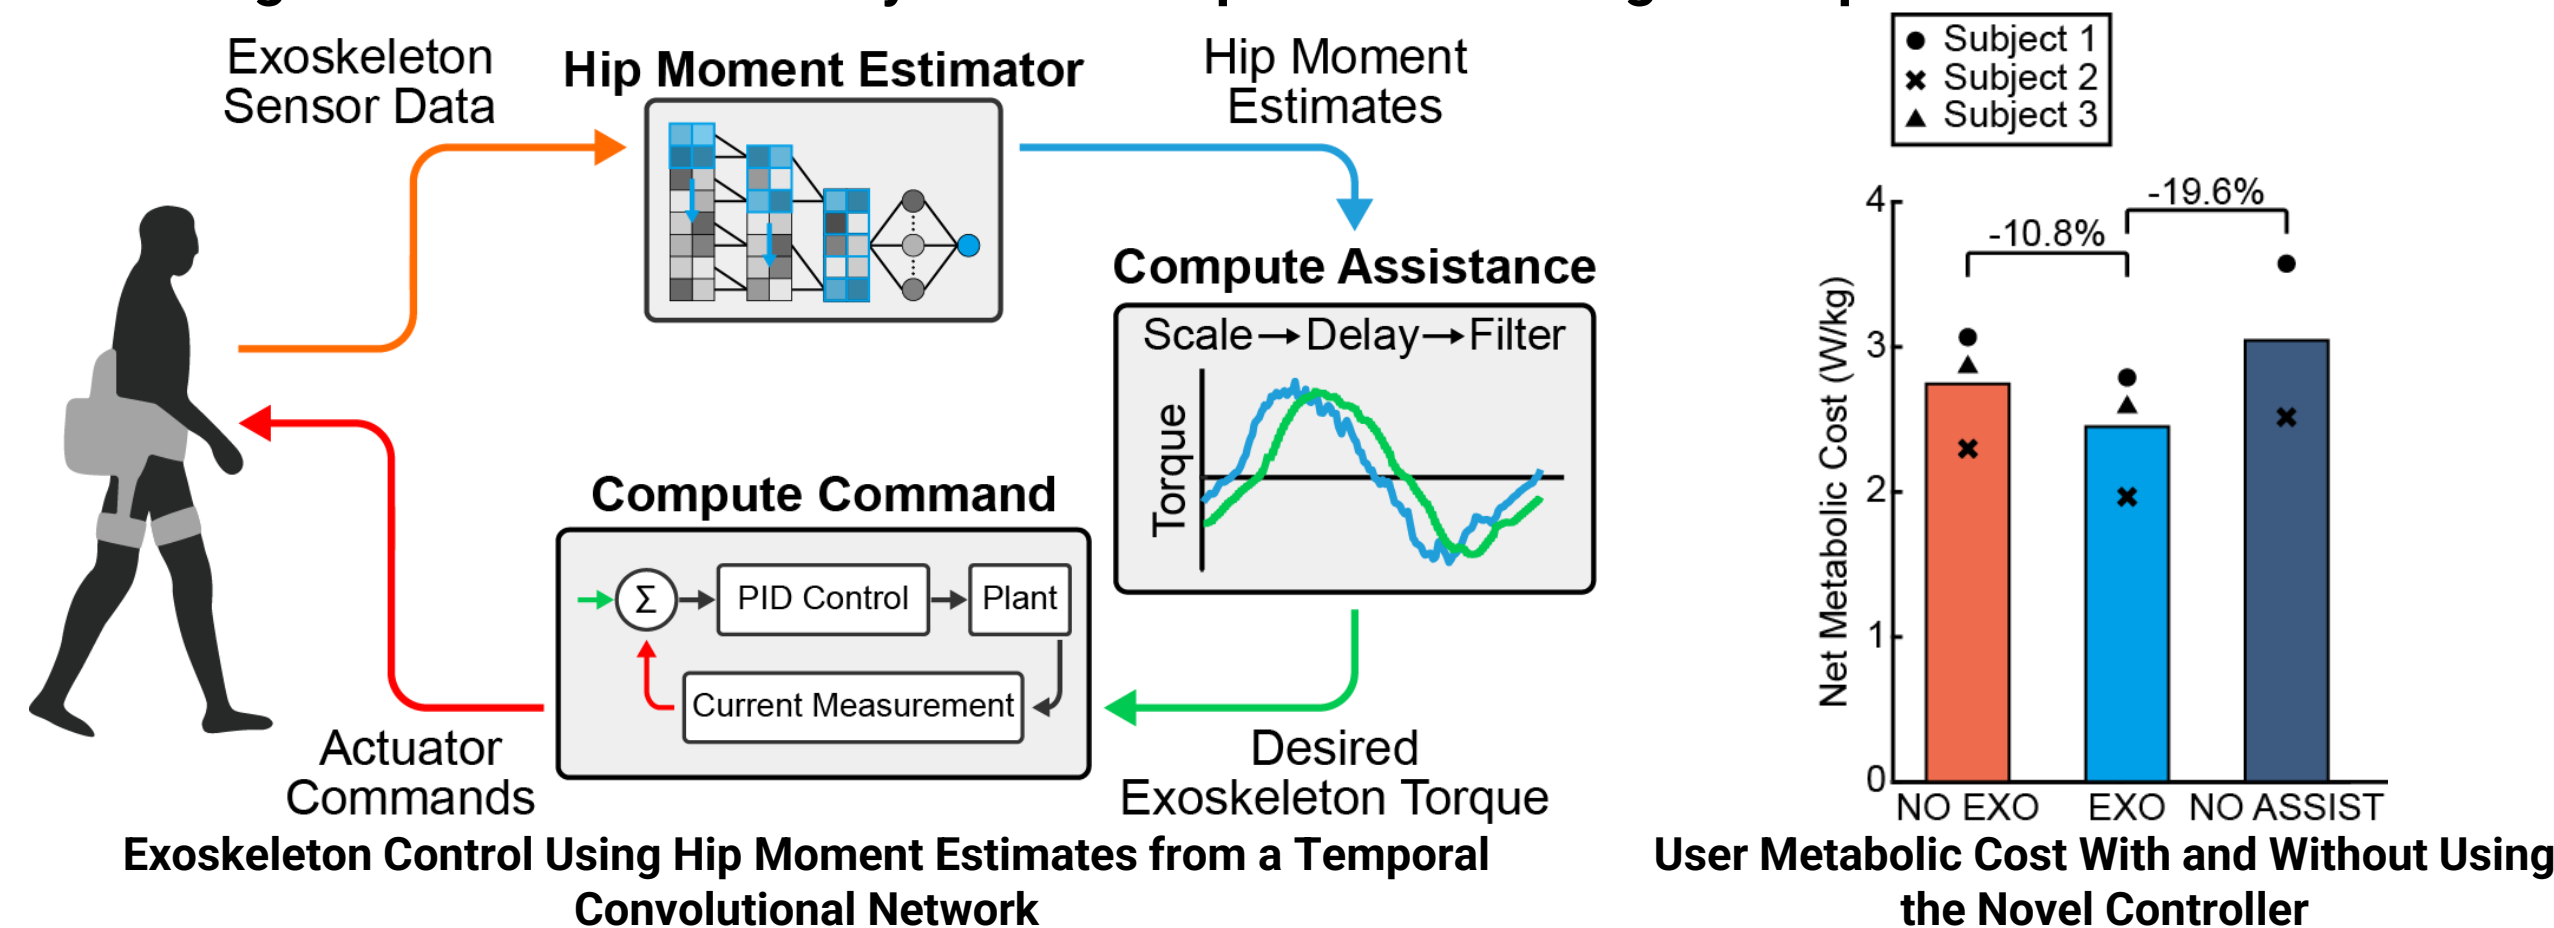 Exoskeleton
Sensor Data
Hip Moment Estimator
Hip Moment
Estimates
Compute Assistance
Scale→Delay→Filter
Torque
Compute Command
Σ
PID Control
Plant
Current Measurement
Actuator
Commands
Desired
Exoskeleton Torque
Exoskeleton Control Using Hip Moment Estimates from a Temporal
Convolutional Network
Subject 1
Subject 2
Subject 3
-19.6%
-10.8%
Net Metabolic Cost (W/kg)
4
3
2
1
0
NO EXO
EXO
NO ASSIST
User Metabolic Cost With and Without Using
the Novel Controller